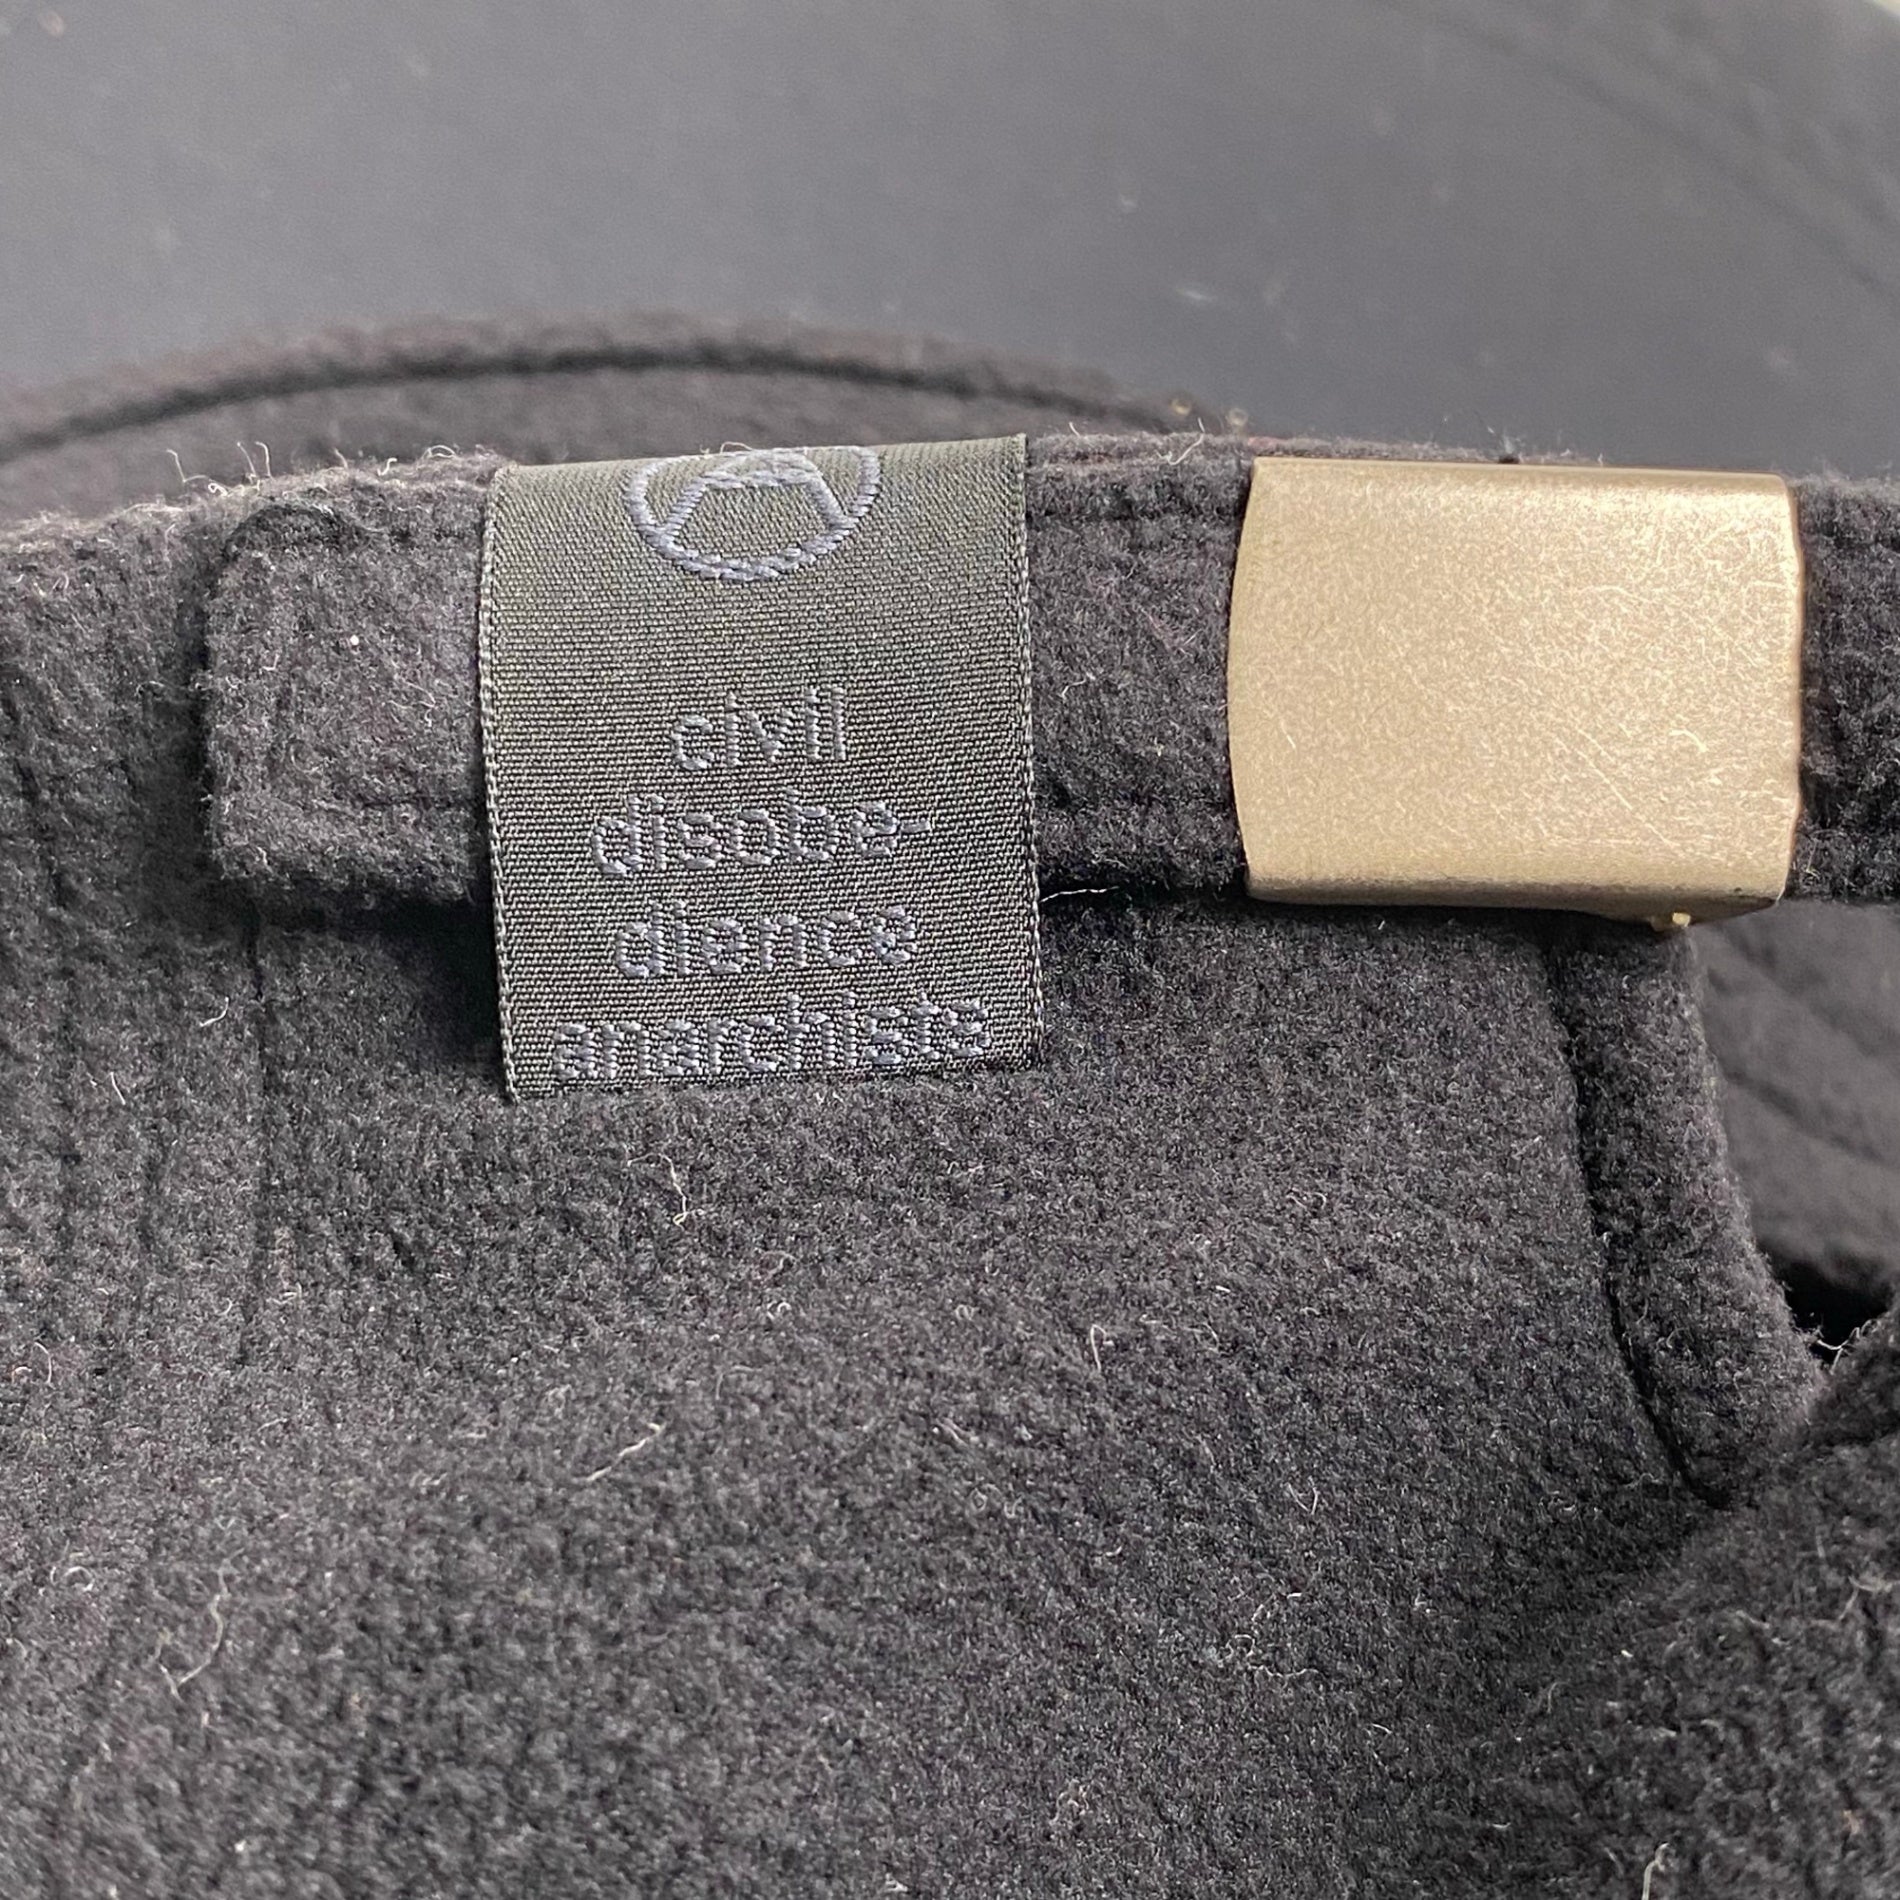 civil
disobe-
dience
anarchists